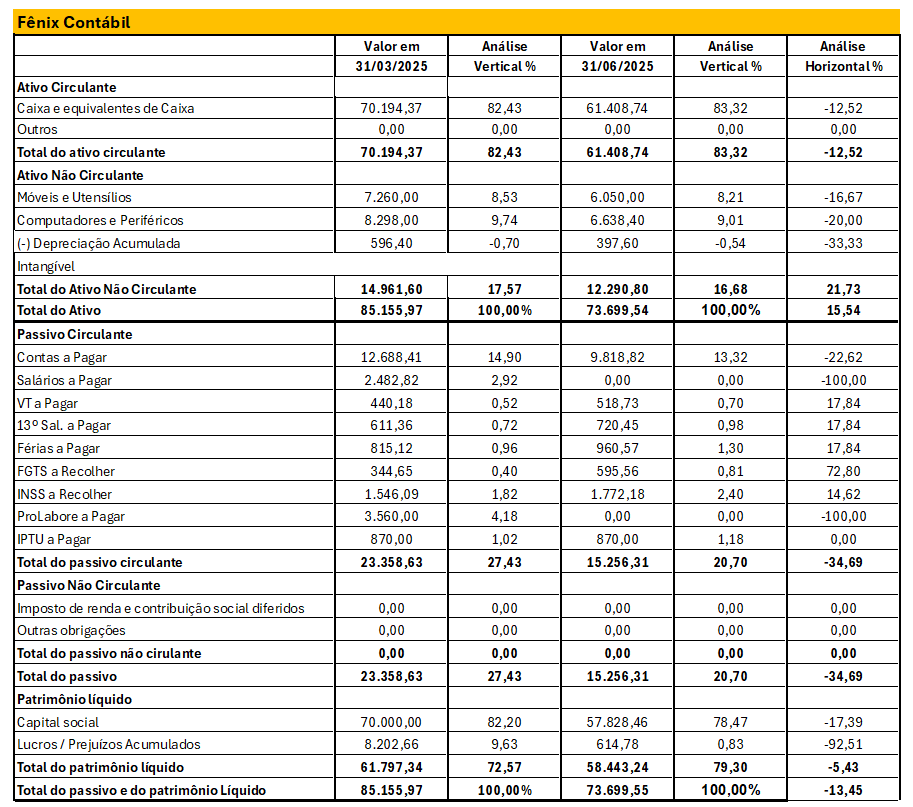 Fênix Contábil
Valor em Análise Valor em Análise Análise
31/03/2025 Vertical % 31/06/2025 Vertical % Horizontal %
Ativo Circulante
Caixa e equivalentes de Caixa 70.194,37 82,43 61.408,74 83,32 -12,52
Outros 0,00 0,00 0,00 0,00 0,00
Total do ativo circulante 70.194,37 82,43 61.408,74 83,32 -12,52
Ativo Não Circulante
Móveis e Utensílios 7.260,00 8,53 6.050,00 8,21 -16,67
Computadores e Periféricos 8.298,00 9,74 6.638,40 9,01 -20,00
(-) Depreciação Acumulada 596,40 -0,70 397,60 -0,54 -33,33
Intangível
Total do Ativo Não Circulante 14.961,60 17,57 12.290,80 16,68 21,73
Total do Ativo 85.155,97 100,00% 73.699,54 100,00% 15,54
Passivo Circulante
Contas a Pagar 12.688,41 14,90 9.818,82 13,32 -22,62
Salários a Pagar 2.482,82 2,92 0,00 0,00 -100,00
VT a Pagar 440,18 0,52 518,73 0,70 17,84
13º Sal. a Pagar 611,36 0,72 720,45 0,98 17,84
Férias a Pagar 815,12 0,96 960,57 1,30 17,84
FGTS a Recolher 344,65 0,40 595,56 0,81 72,80
INSS a Recolher 1.546,09 1,82 1.772,18 2,40 14,62
ProLabore a Pagar 3.560,00 4,18 0,00 0,00 -100,00
IPTU a Pagar 870,00 1,02 870,00 1,18 0,00
Total do passivo circulante 23.358,63 27,43 15.256,31 20,70 -34,69
Passivo Não Circulante
Imposto de renda e contribuição social diferidos 0,00 0,00 0,00 0,00 0,00
Outras obrigações 0,00 0,00 0,00 0,00 0,00
Total do passivo não cirulante 0,00 0,00 0,00 0,00 0,00
Total do passivo 23.358,63 27,43 15.256,31 20,70 -34,69
Patrimônio líquido
Capital social 70.000,00 82,20 57.828,46 78,47 -17,39
Lucros / Prejuízos Acumulados 8.202,66 9,63 614,78 0,83 -92,51
Total do patrimônio líquido 61.797,34 72,57 58.443,24 79,30 -5,43
Total do passivo e do patrimônio Líquido 85.155,97 100,00% 73.699,55 100,00% -13,45